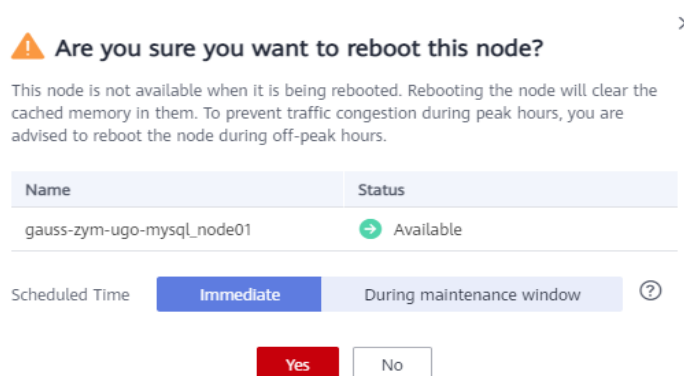 Are you sure you want to reboot this node?
This node is not available when it is being rebooted. Rebooting the node will clear the
cached memory in them. To prevent traffic congestion during peak hours, you are
advised to reboot the node during off-peak hours.
Name Status
gauss-zym-ugo-mysql_node01 Available
Scheduled Time Immediate During maintenance window ?
Yes No